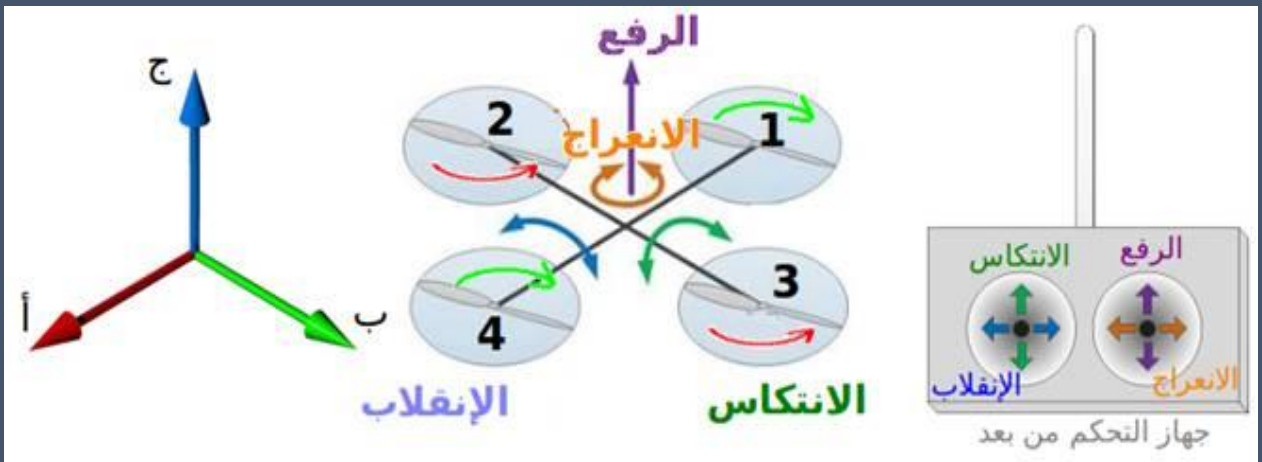 الرفع
ج
2
1
الانعراج
أ
ب
3
4
الإنقلاب
الانتكاس
الانتكاس
الرفع
الإنقلاب
الانعراج
جهاز التحكم من بعد